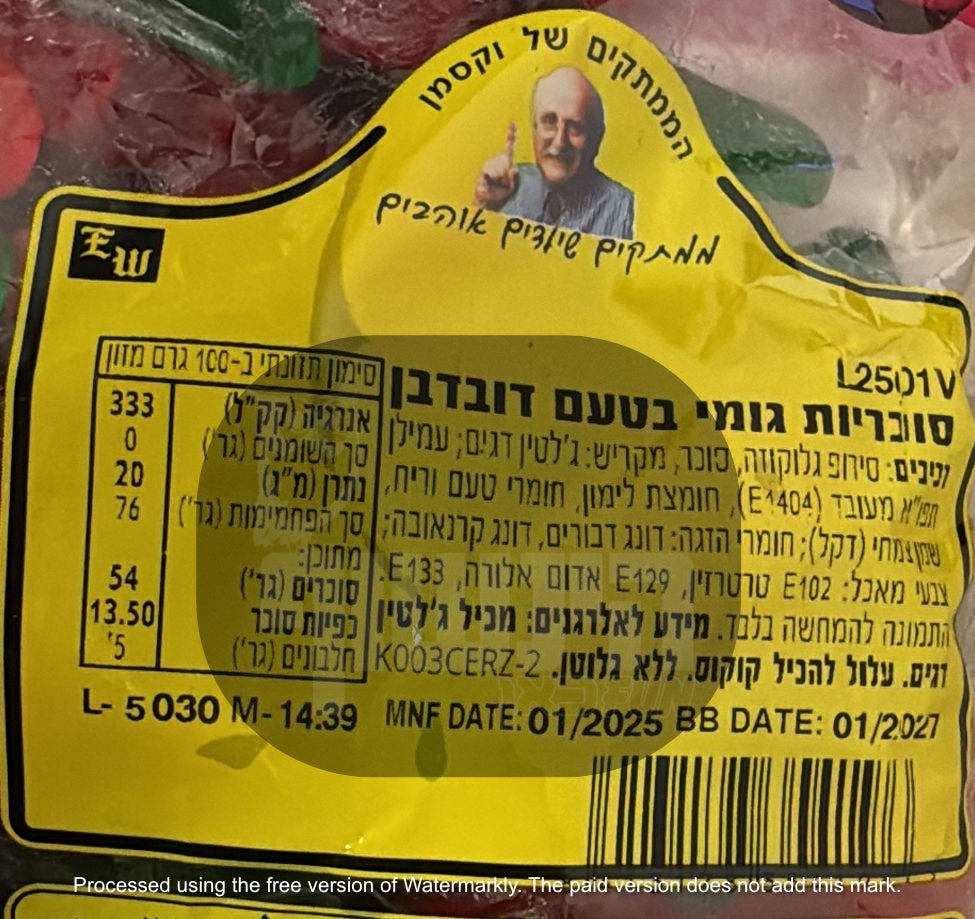 הממתקים של וקסמן
ממתקים שילדים אוהבים
EW
L2501V
סוכריות גומי בטעם דובדבן
סירופ גלוקוזה, סוכר, מקריש: ג'לטין דגים; עמילן
תפו"א מעובד (E1404), חומצת לימון, חומרי טעם וריח,
שמן צמחי (דקל); חומרי הזגה: דונג דבורים, דונג קרנאובה;
צבעי מאכל: E102 טרטרזין, E129 אדום אלורה, E133.
התמונה להמחשה בלבד. מידע לאלרגנים: מכיל ג'לטין
דגים. עלול להכיל קוקוס. ללא גלוטן. K003CERZ-2
סימון תזונתי ב-100 גרם מזון
אנרגיה (קק"ל) 333
סך השומנים (גר') 0
נתרן (מ"ג) 20
סך הפחמימות (גר') 76
מתוכן:
סוכרים (גר') 54
כפיות סוכר 13.50
חלבונים (גר') 5
L- 5030 M- 14:39 MNF DATE: 01/2025 BB DATE: 01/2027
Processed using the free version of Watermarkly. The paid version does not add this mark.